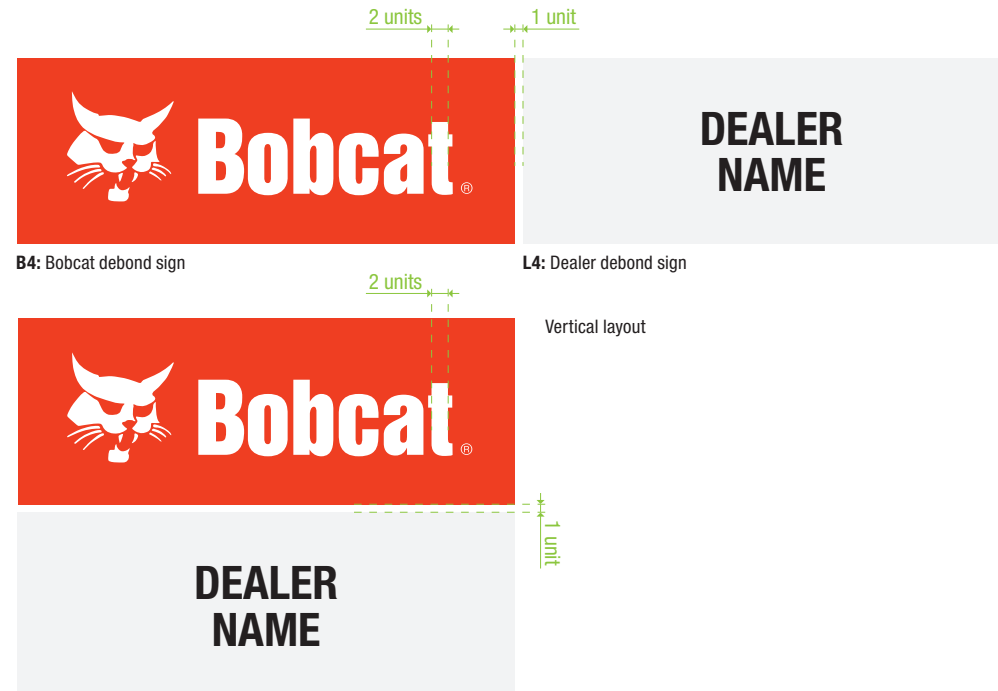 2 units
1 unit
Bobcat®
DEALER
NAME
B4: Bobcat debond sign
L4: Dealer debond sign
2 units
Vertical layout
Bobcat®
1 unit
DEALER
NAME